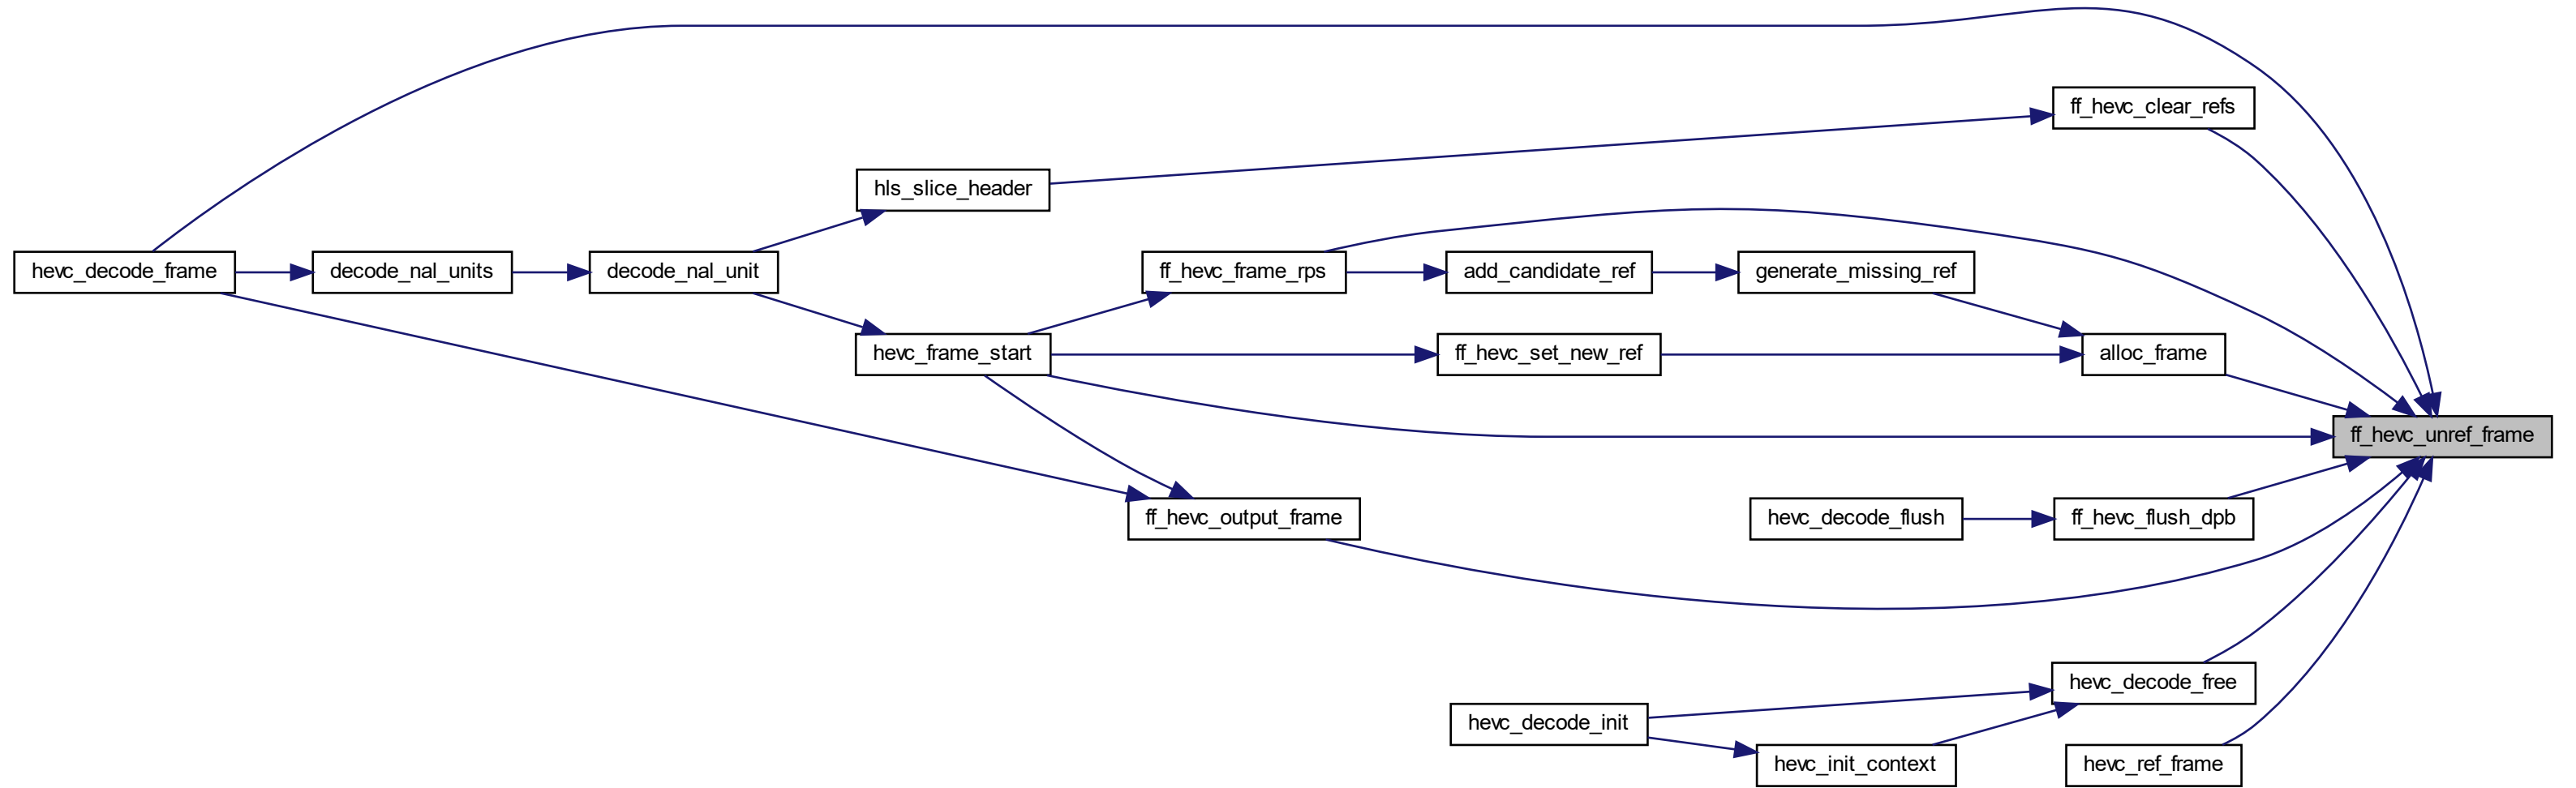 ff_hevc_clear_refs
hls_slice_header
hevc_decode_frame
decode_nal_units
decode_nal_unit
ff_hevc_frame_rps
add_candidate_ref
generate_missing_ref
hevc_frame_start
ff_hevc_set_new_ref
alloc_frame
ff_hevc_unref_frame
ff_hevc_output_frame
hevc_decode_flush
ff_hevc_flush_dpb
hevc_decode_free
hevc_decode_init
hevc_init_context
hevc_ref_frame